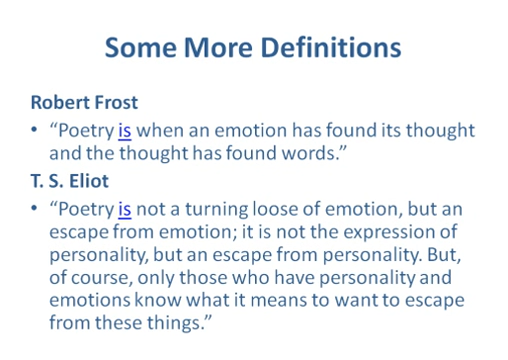 Some More Definitions
Robert Frost
• “Poetry is when an emotion has found its thought
and the thought has found words.”
T. S. Eliot
• “Poetry is not a turning loose of emotion, but an
escape from emotion; it is not the expression of
personality, but an escape from personality. But,
of course, only those who have personality and
emotions know what it means to want to escape
from these things.”